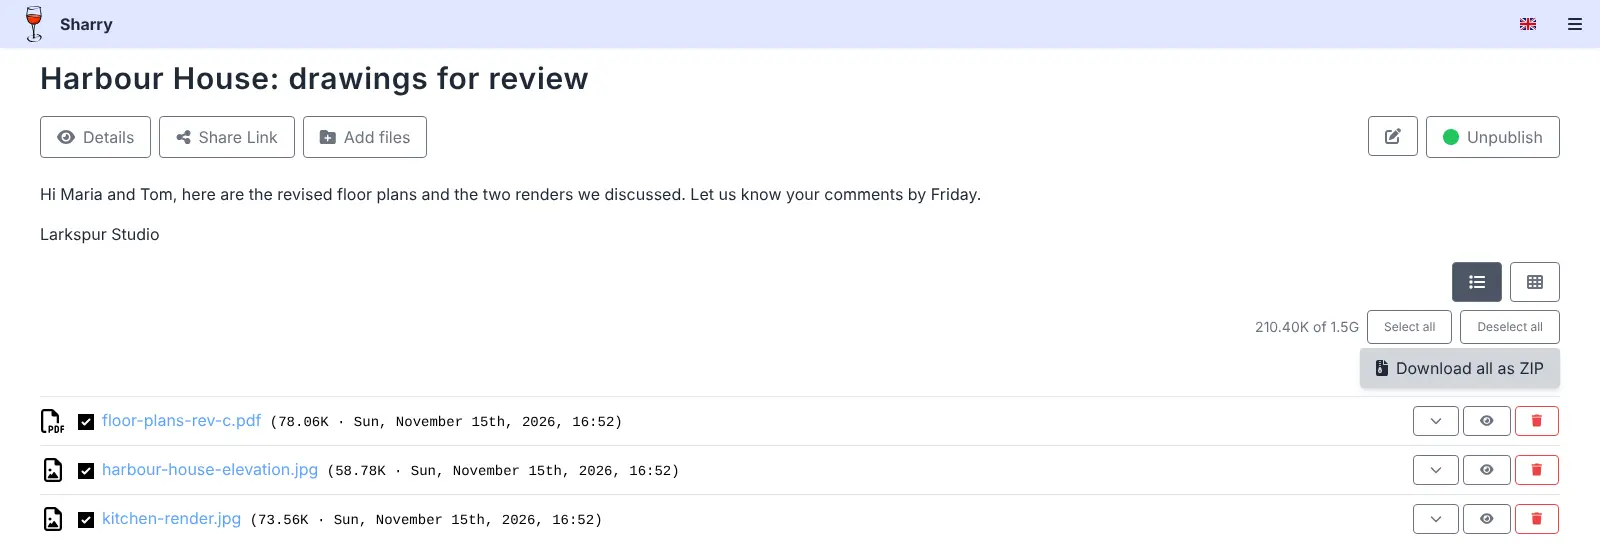 Sharry
Harbour House: drawings for review
Details Share Link Add files Unpublish
Hi Maria and Tom, here are the revised floor plans and the two renders we discussed. Let us know your comments by Friday.
Larkspur Studio
210.40K of 1.5G Select all Deselect all
Download all as ZIP
PDF floor-plans-rev-c.pdf (78.06K · Sun, November 15th, 2026, 16:52)
harbour-house-elevation.jpg (58.78K · Sun, November 15th, 2026, 16:52)
kitchen-render.jpg (73.56K · Sun, November 15th, 2026, 16:52)